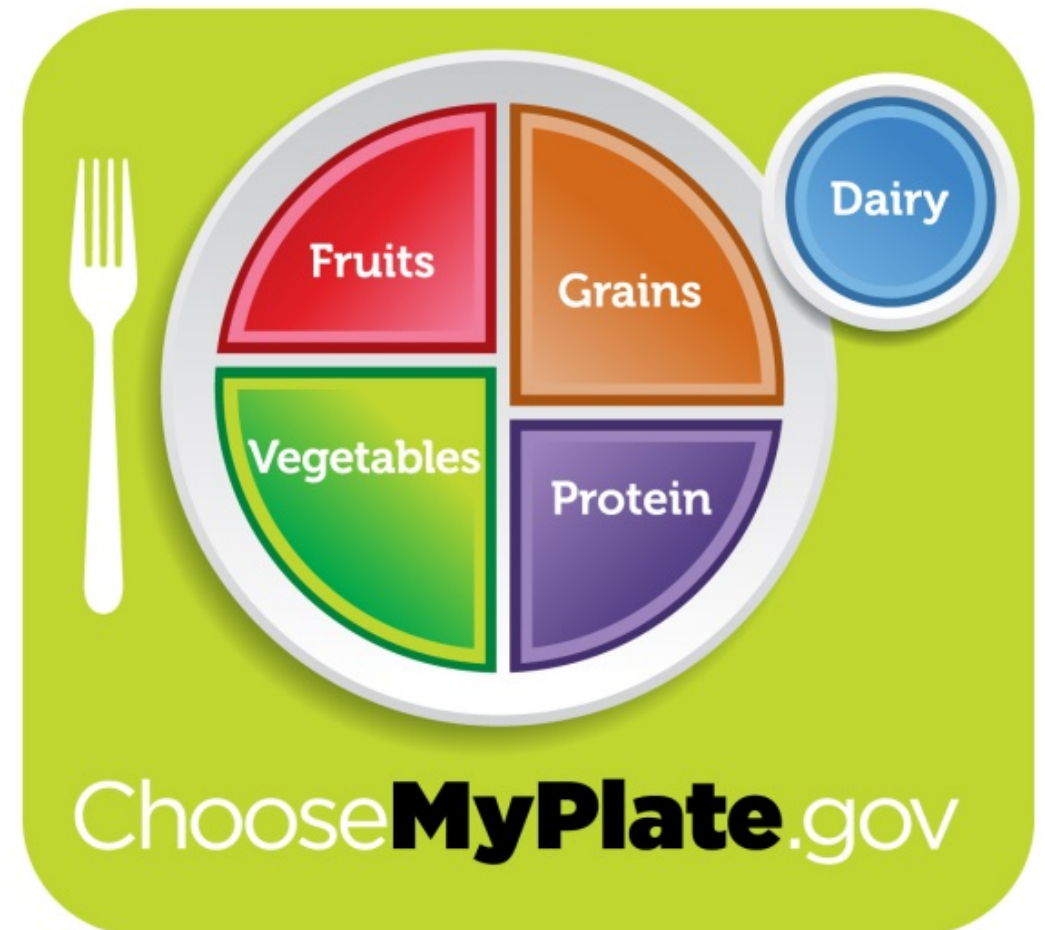 Dairy
Fruits
Grains
Vegetables
Protein
ChooseMyPlate.gov